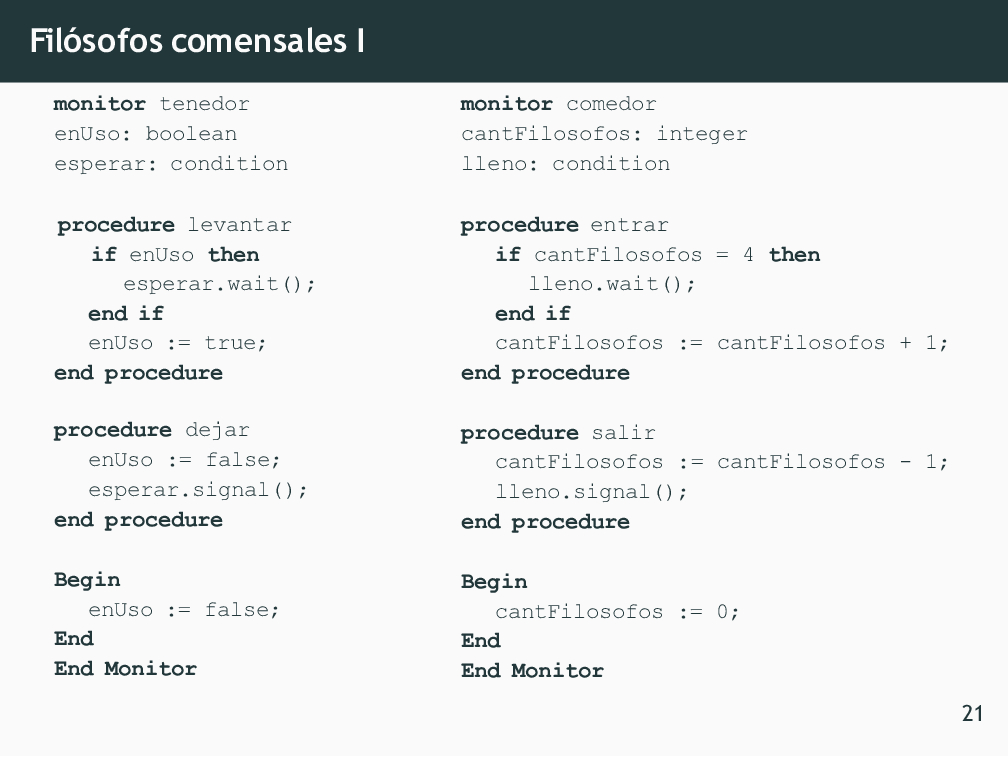 Filósofos comensales I
monitor tenedor
enUso: boolean
esperar: condition
procedure levantar
if enUso then
esperar.wait();
end if
enUso := true;
end procedure
procedure dejar
enUso := false;
esperar.signal();
end procedure
Begin
enUso := false;
End
End Monitor
monitor comedor
cantFilosofos: integer
lleno: condition
procedure entrar
if cantFilosofos = 4 then
lleno.wait();
end if
cantFilosofos := cantFilosofos + 1;
end procedure
procedure salir
cantFilosofos := cantFilosofos - 1;
lleno.signal();
end procedure
Begin
cantFilosofos := 0;
End
End Monitor
21